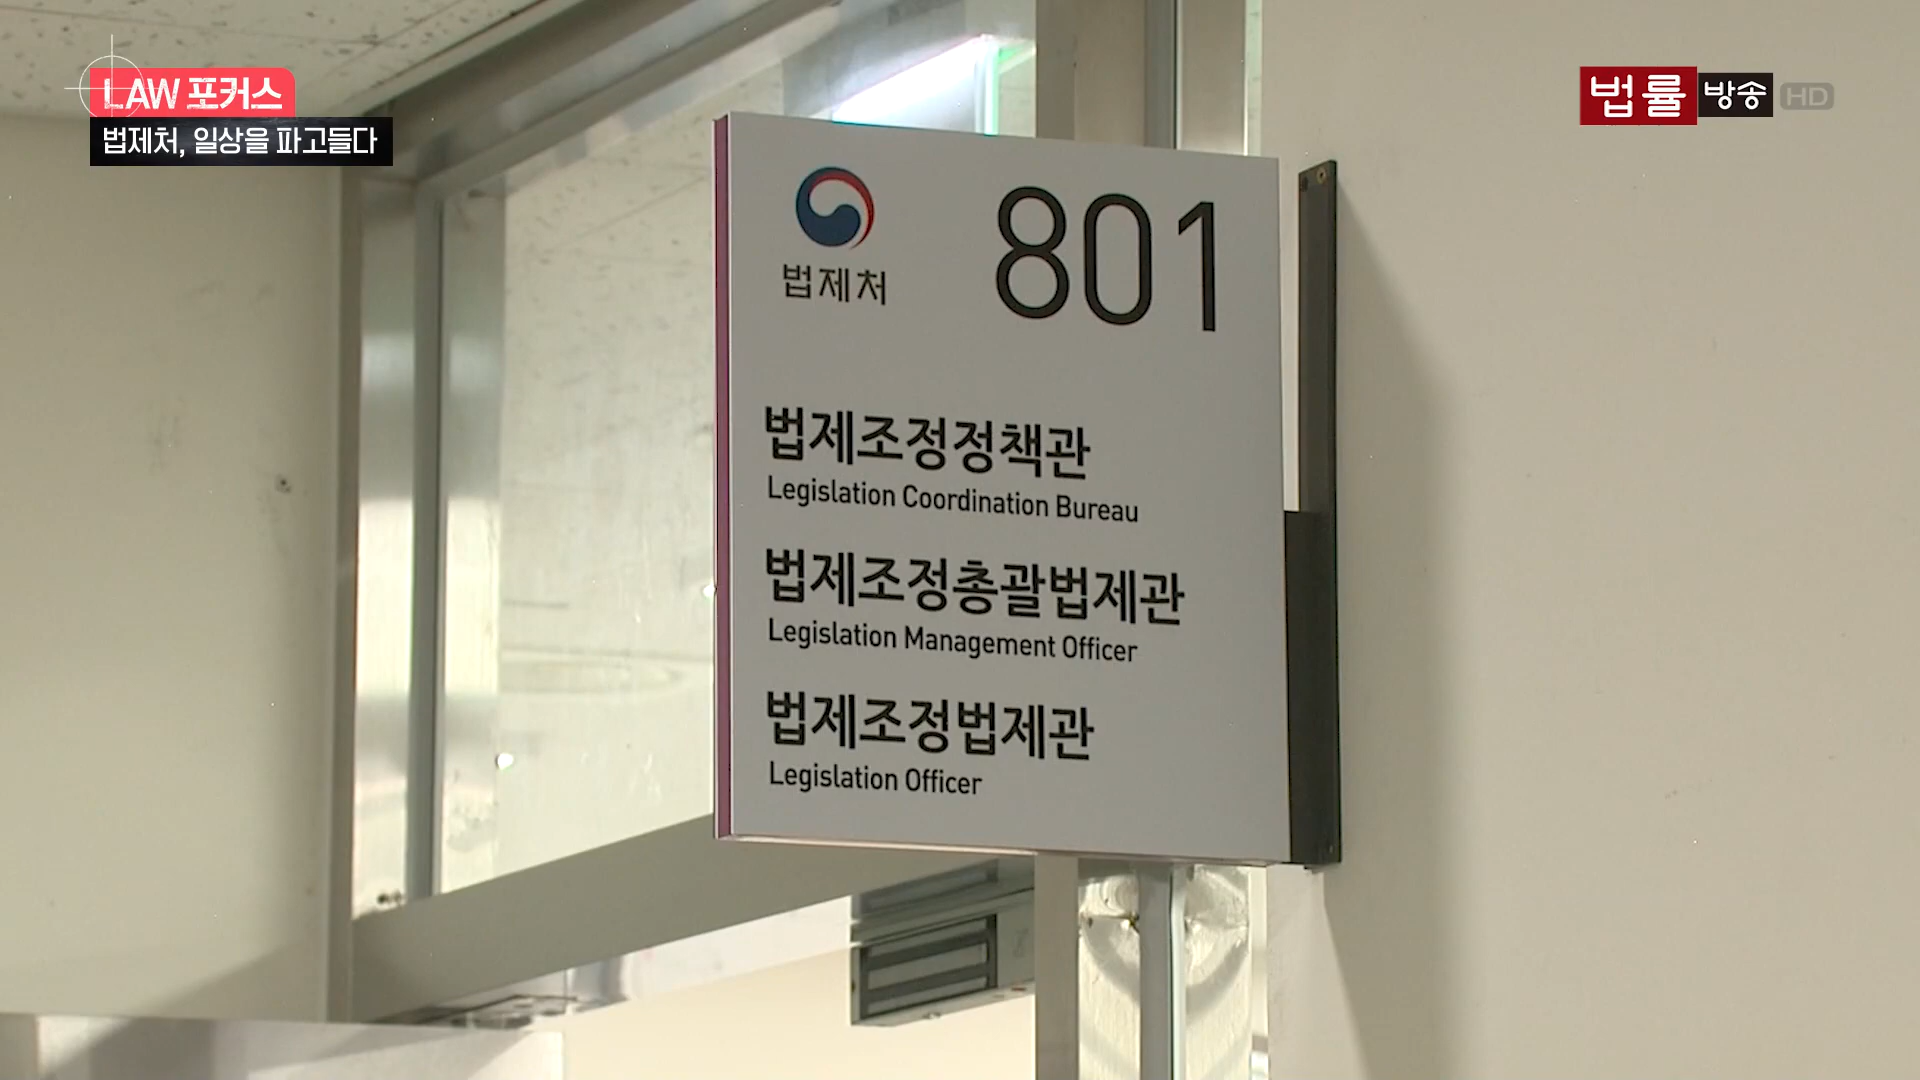 LAW 포커스
법제처, 일상을 파고들다
법률방송 HD
법제처
801
법제조정정책관
Legislation Coordination Bureau
법제조정총괄법제관
Legislation Management Officer
법제조정법제관
Legislation Officer